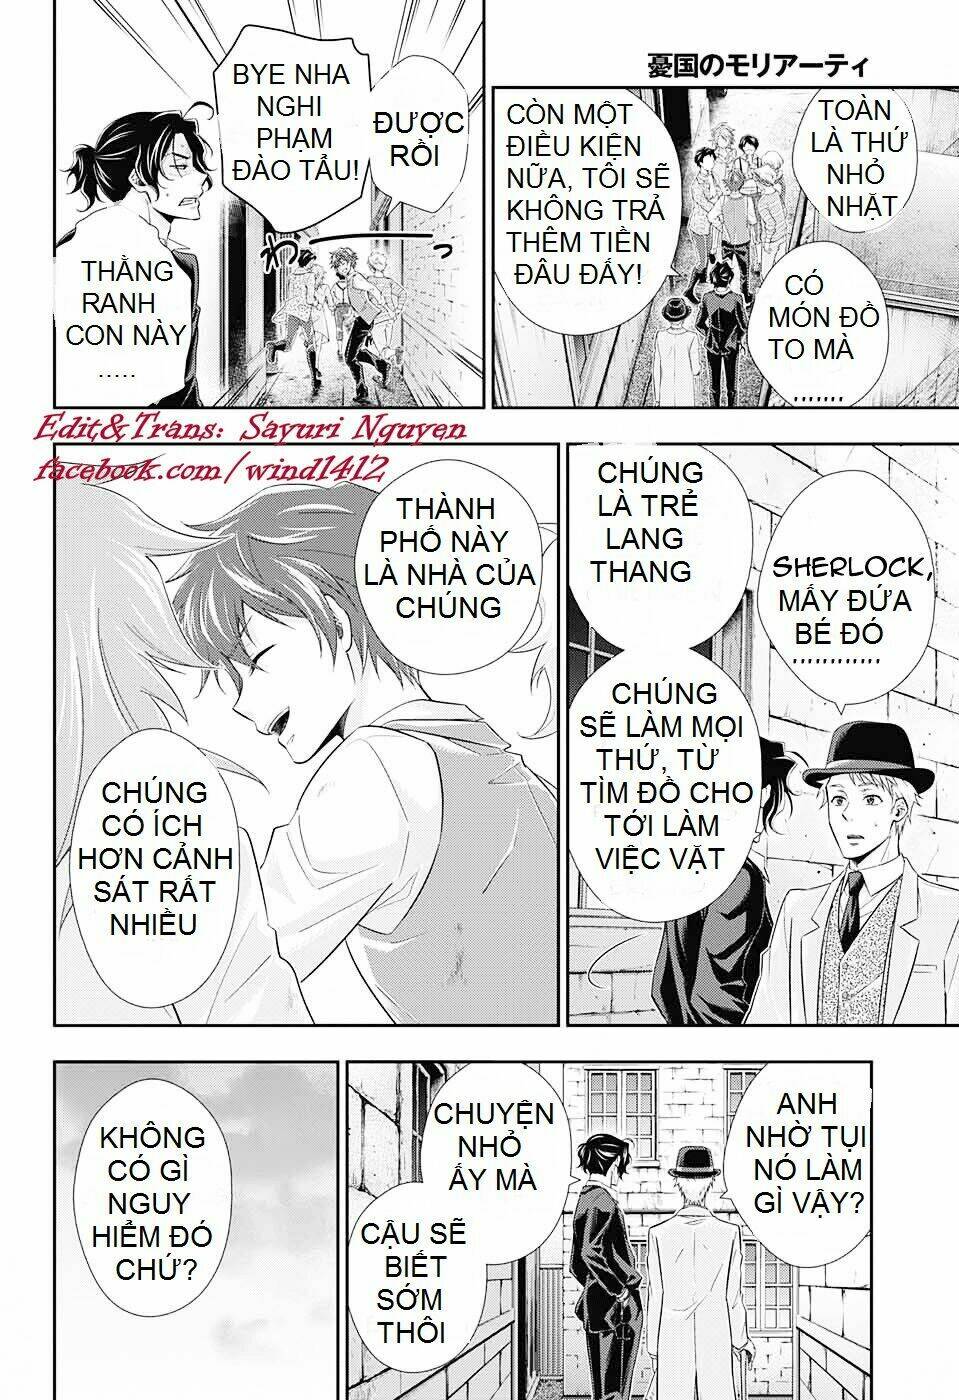 憂国のモリアーティ
TOÀN
LÀ THỨ
NHỎ
NHẶT
CÓ
MÓN ĐỒ
TO MÀ
.......
CÒN MỘT
ĐIỀU KIỆN
NỮA, TÔI SẼ
KHÔNG TRẢ
THÊM TIỀN
ĐÂU ĐẤY!
ĐƯỢC
RỒI
BYE NHA
NGHI
PHẠM
ĐÀO TẨU!
わーっ
THẰNG
RANH
CON NÀY
.....
Edit&Trans: Sayuri Nguyen
facebook.com/wind1412
SHERLOCK,
MẤY ĐỨA
BÉ ĐÓ
............
CHÚNG
LÀ TRẺ
LANG
THANG
CHÚNG
SẼ LÀM MỌI
THỨ, TỪ
TÌM ĐỒ CHO
TỚI LÀM
VIỆC VẶT
THÀNH
PHỐ NÀY
LÀ NHÀ CỦA
CHÚNG
CHÚNG
CÓ ÍCH
HƠN CẢNH
SÁT RẤT
NHIỀU
ANH
NHỜ TỤI
NÓ LÀM
GÌ VẬY?
CHUYỆN
NHỎ
ẤY MÀ
CẬU SẼ
BIẾT
SỚM
THÔI
KHÔNG
CÓ GÌ
NGUY
HIỂM ĐÓ
CHỨ?